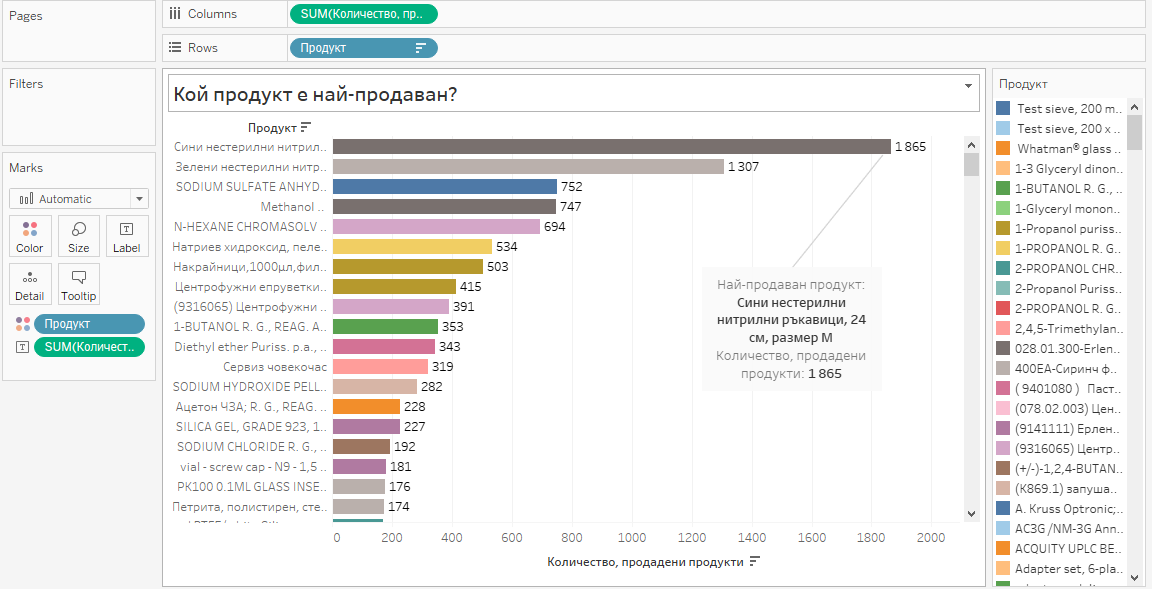 Pages
Columns
SUM(Количество, пр..
Rows
Продукт
Filters
Marks
Automatic
Color
Size
Label
Detail
Tooltip
Продукт
SUM(Количест..
Кой продукт е най-продаван?
Продукт
Сини нестерилни нитрил..
1 865
Зелени нестерилни нитр..
1 307
SODIUM SULFATE ANHYD..
752
Methanol ..
747
N-HEXANE CHROMASOLV ..
694
Натриев хидроксид, пеле..
534
Накрайници,1000µл,фил..
503
Центрофужни епруветки..
415
(9316065) Центрофужни ..
391
1-BUTANOL R. G., REAG. A..
353
Diethyl ether Puriss. p.a., ..
343
Сервиз човекочас
319
SODIUM HYDROXIDE PELL..
282
Ацетон ЧЗА; R. G., REAG. ..
228
SILICA GEL, GRADE 923, 1..
227
SODIUM CHLORIDE R. G., ..
192
vial - screw cap - N9 - 1,5 ..
181
PK100 0.1ML GLASS INSE..
176
Петрита, полистирен, сте..
174
Най-продаван продукт:
Сини нестерилни
нитрилни ръкавици, 24
см, размер M
Количество, продадени
продукти: 1 865
0 200 400 600 800 1000 1200 1400 1600 1800 2000
Количество, продадени продукти
Продукт
Test sieve, 200 m..
Test sieve, 200 x ..
Whatman® glass ..
1-3 Glyceryl dinon..
1-BUTANOL R. G., ..
1-Glyceryl monon..
1-Propanol puriss..
1-PROPANOL R. G..
2-PROPANOL CHR..
2-Propanol Puriss..
2-PROPANOL R. G..
2,4,5-Trimethylan..
028.01.300-Erlen..
400EA-Сиринч ф..
( 9401080 ) Паст..
(078.02.003) Цен..
(9141111) Ерлен..
(9316065) Центр..
(+/-)-1,2,4-BUTAN..
(K869.1) запуша..
A. Kruss Optronic;..
AC3G /NM-3G Ann..
ACQUITY UPLC BE..
Adapter set, 6-pla..